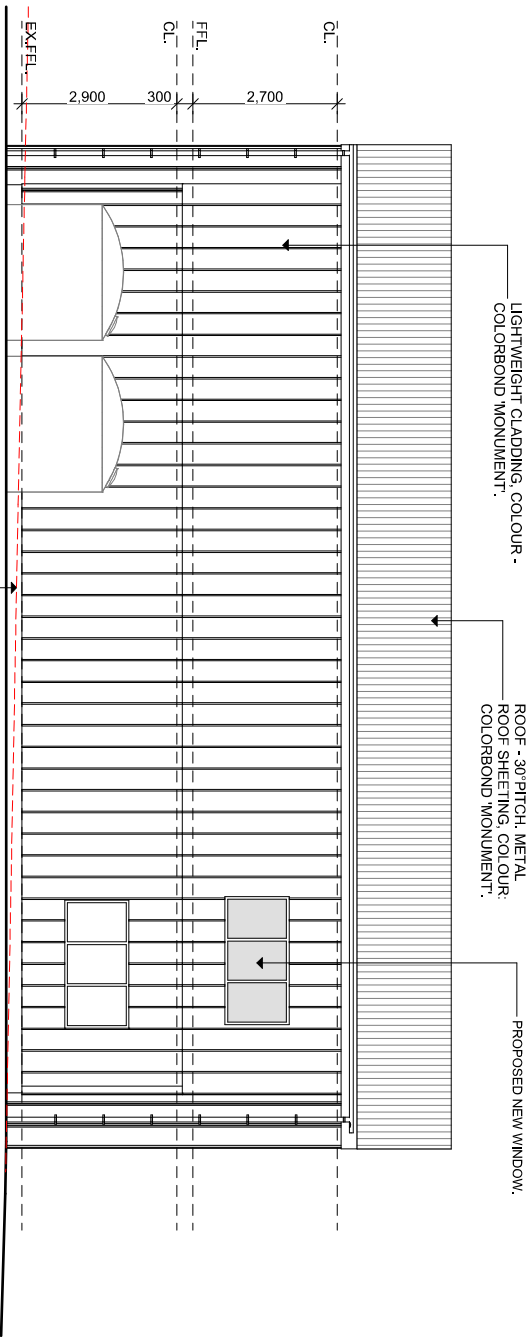 LIGHTWEIGHT CLADDING, COLOUR -
COLORBOND 'MONUMENT'.
ROOF - 30°PITCH. METAL
ROOF SHEETING, COLOUR:
COLORBOND 'MONUMENT'.
PROPOSED NEW WINDOW.
CL.
2,700
FFL.
300
CL.
2,900
EX.FFL.